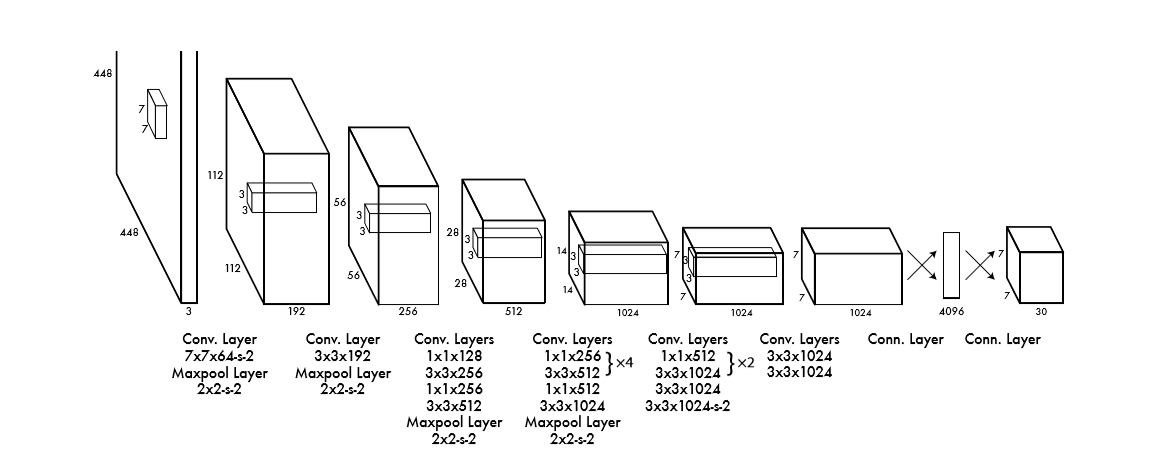 448
7
7
448
3
112
3
3
112
192
56
3
3
56
256
28
3
3
28
512
14
3
3
14
1024
7
3
3
7
1024
7
7
1024
4096
7
7
30
Conv. Layer
7x7x64-s-2
Maxpool Layer
2x2-s-2
Conv. Layer
3x3x192
Maxpool Layer
2x2-s-2
Conv. Layers
1x1x128
3x3x256
1x1x256
3x3x512
Maxpool Layer
2x2-s-2
Conv. Layers
1x1x256
3x3x512
}×4
1x1x512
3x3x1024
Maxpool Layer
2x2-s-2
Conv. Layers
1x1x512
3x3x1024
}×2
3x3x1024
3x3x1024-s-2
Conv. Layers
3x3x1024
3x3x1024
Conn. Layer
Conn. Layer